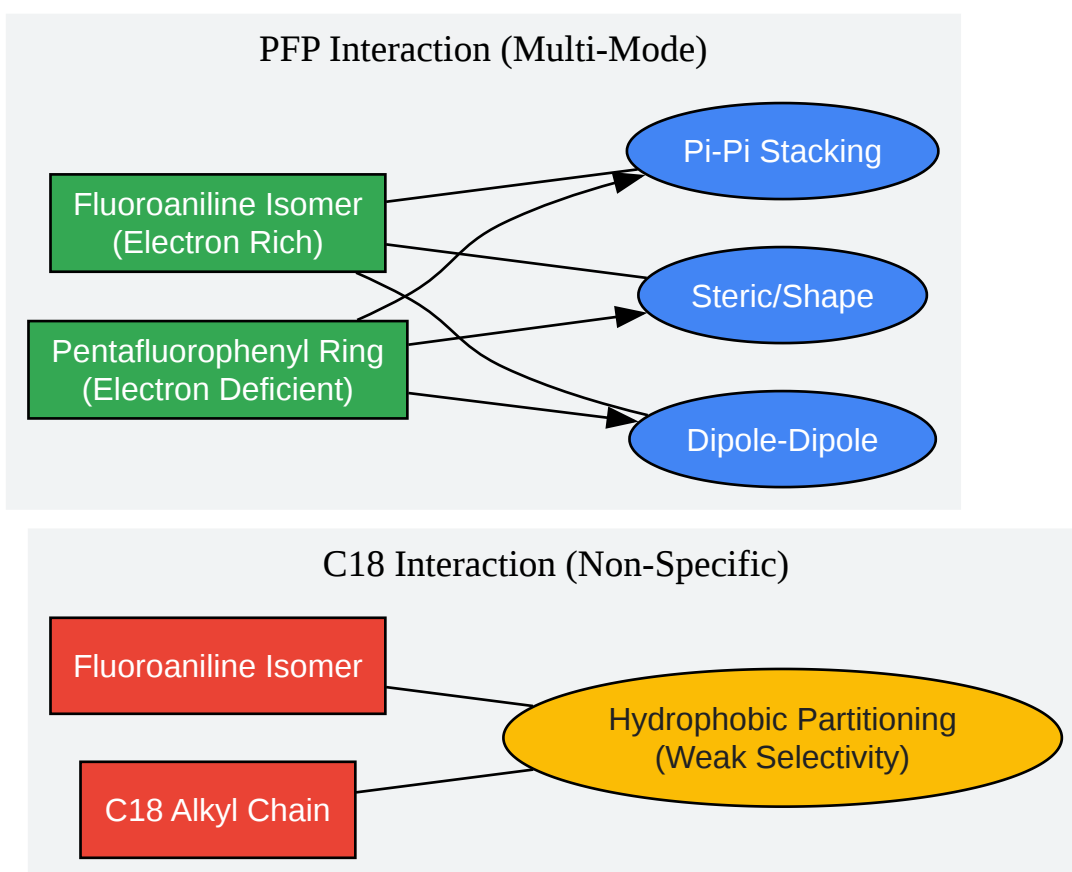 PFP Interaction (Multi-Mode)
Pi-Pi Stacking
Fluoroaniline Isomer
(Electron Rich)
Steric/Shape
Pentafluorophenyl Ring
(Electron Deficient)
Dipole-Dipole
C18 Interaction (Non-Specific)
Fluoroaniline Isomer
Hydrophobic Partitioning
(Weak Selectivity)
C18 Alkyl Chain